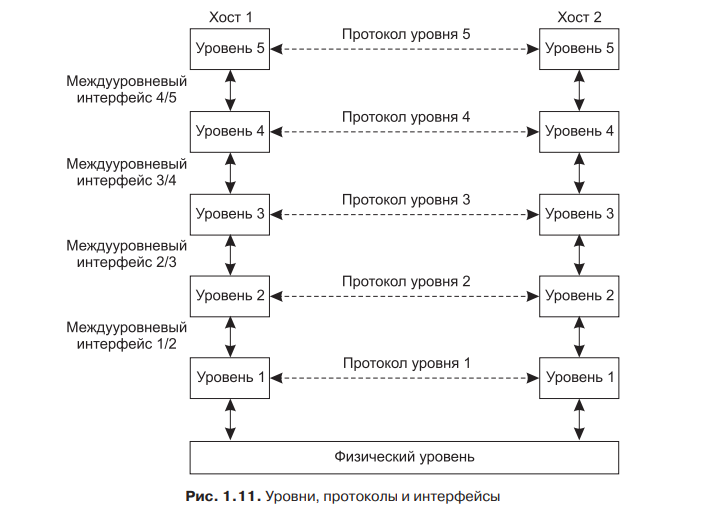 Хост 1
Хост 2
Протокол уровня 5
Уровень 5
Уровень 5
Междууровневый
интерфейс 4/5
Протокол уровня 4
Уровень 4
Уровень 4
Междууровневый
интерфейс 3/4
Протокол уровня 3
Уровень 3
Уровень 3
Междууровневый
интерфейс 2/3
Протокол уровня 2
Уровень 2
Уровень 2
Междууровневый
интерфейс 1/2
Протокол уровня 1
Уровень 1
Уровень 1
Физический уровень
Рис. 1.11. Уровни, протоколы и интерфейсы